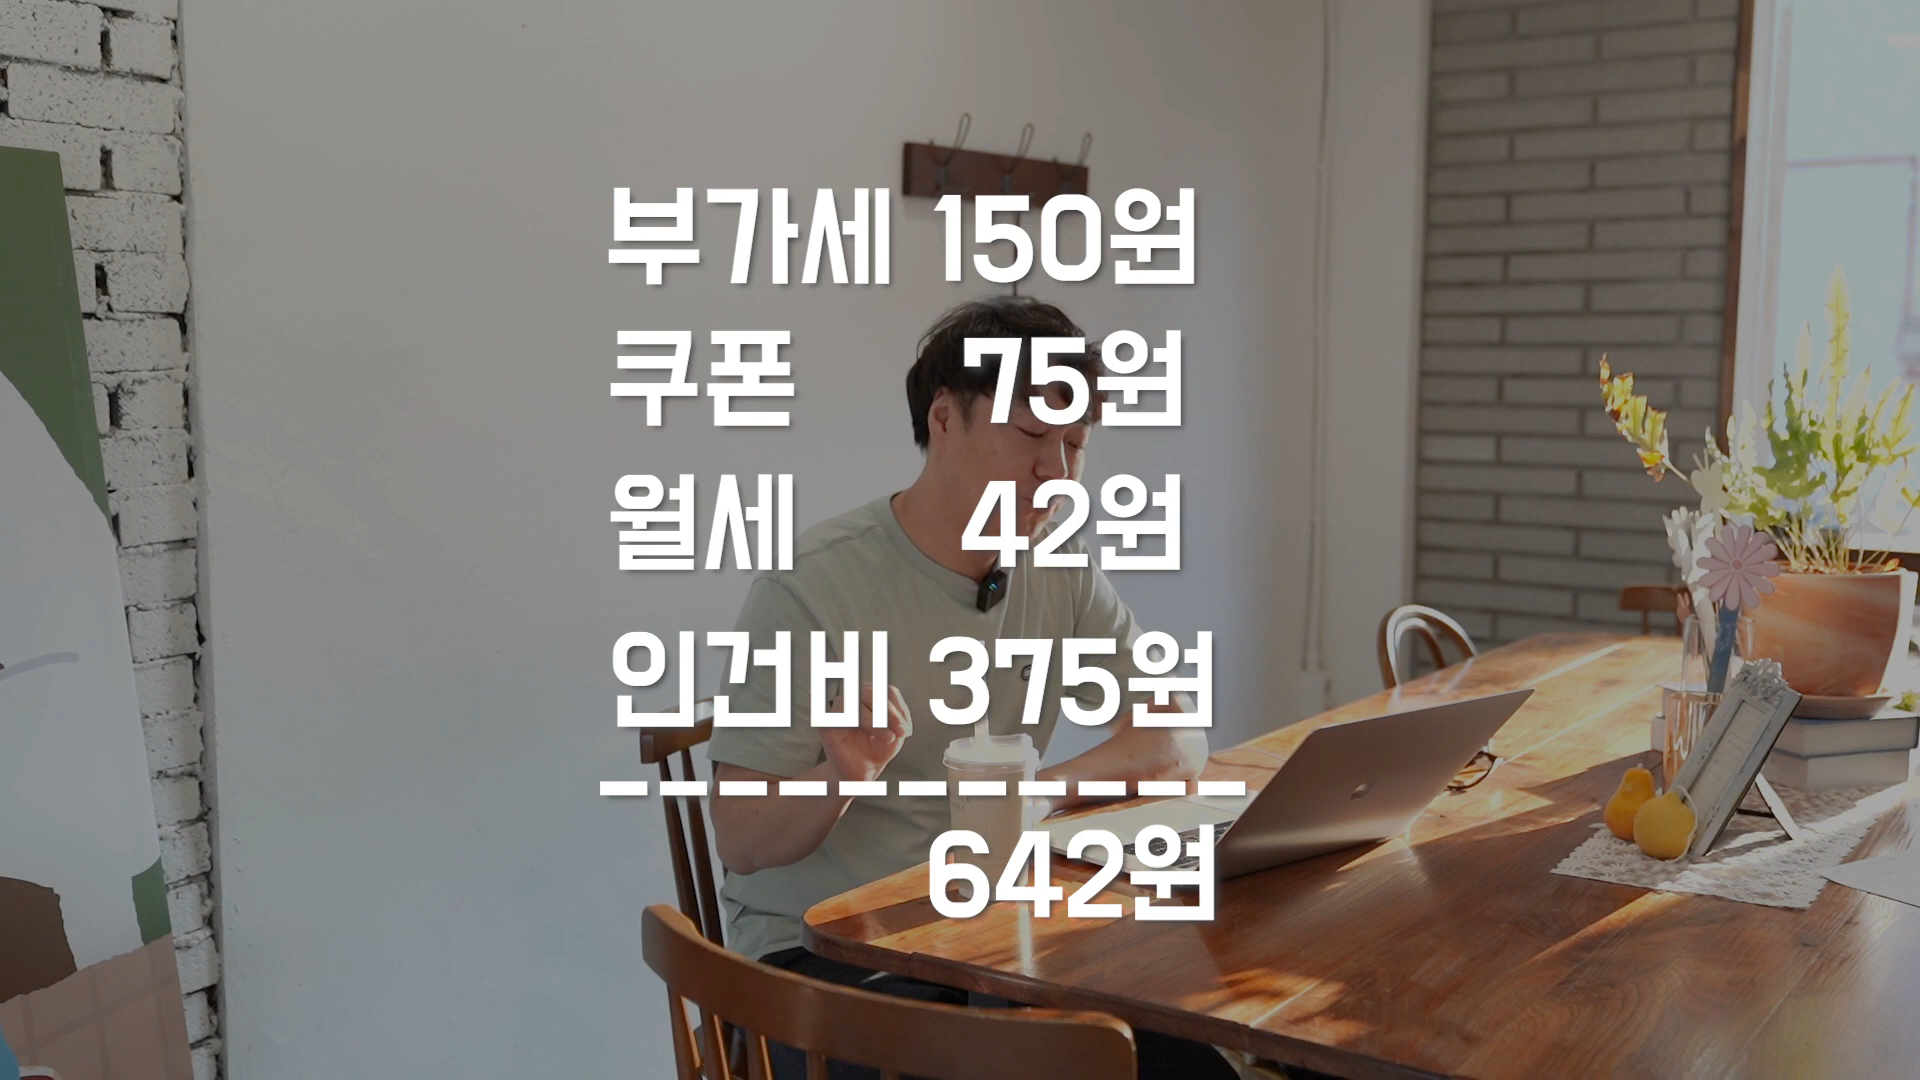 부가세 150원
쿠폰 75원
월세 42원
인건비 375원
-----------
642원